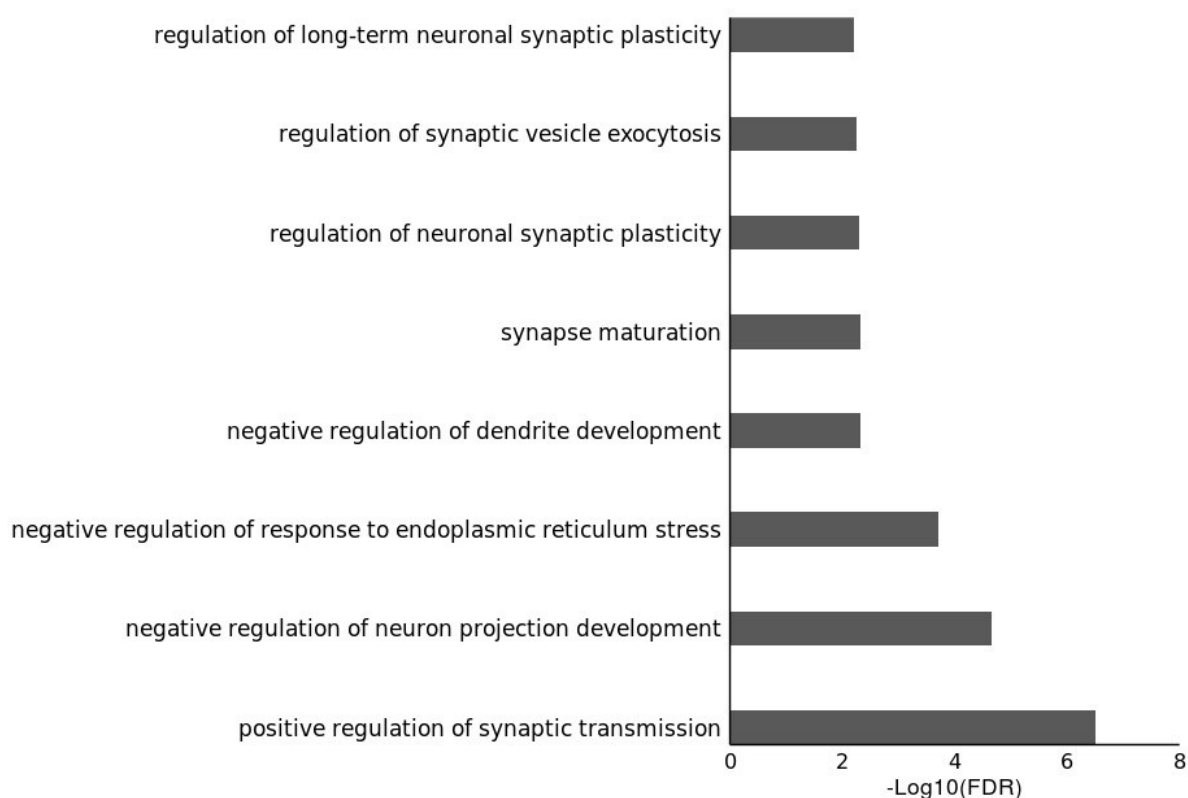 regulation of long-term neuronal synaptic plasticity
regulation of synaptic vesicle exocytosis
regulation of neuronal synaptic plasticity
synapse maturation
negative regulation of dendrite development
negative regulation of response to endoplasmic reticulum stress
negative regulation of neuron projection development
positive regulation of synaptic transmission
0 2 4 6 8
-Log10(FDR)